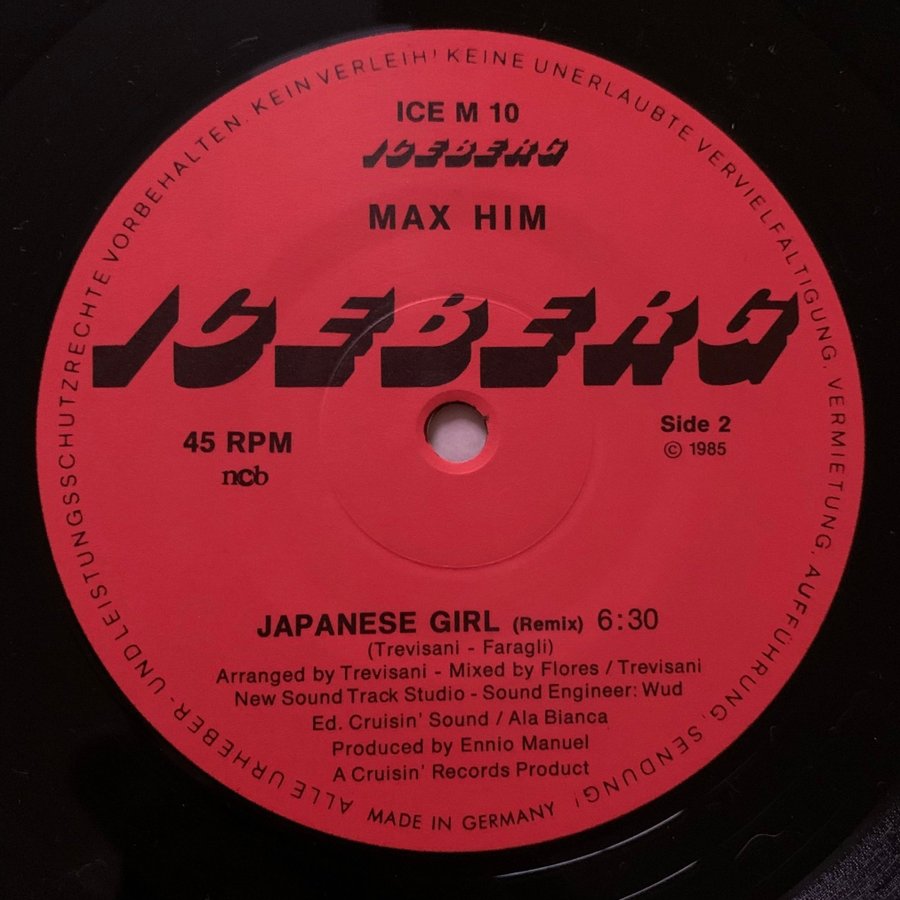 ALLE URHEBER- UND LEISTUNGSSCHUTZRECHTE VORBEHALTEN. KEIN VERLEIH! KEINE UNERLAUBTE VERVIELFÄLTIGUNG, VERMIETUNG, AUFFÜHRUNG, SENDUNG!
ICE M 10
ICEBERG
MAX HIM
ICEBERG
45 RPM
ncb
Side 2
© 1985
JAPANESE GIRL (Remix) 6:30
(Trevisani - Faragli)
Arranged by Trevisani - Mixed by Flores / Trevisani
New Sound Track Studio - Sound Engineer: Wud
Ed. Cruisin' Sound / Ala Bianca
Produced by Ennio Manuel
A Cruisin' Records Product
MADE IN GERMANY